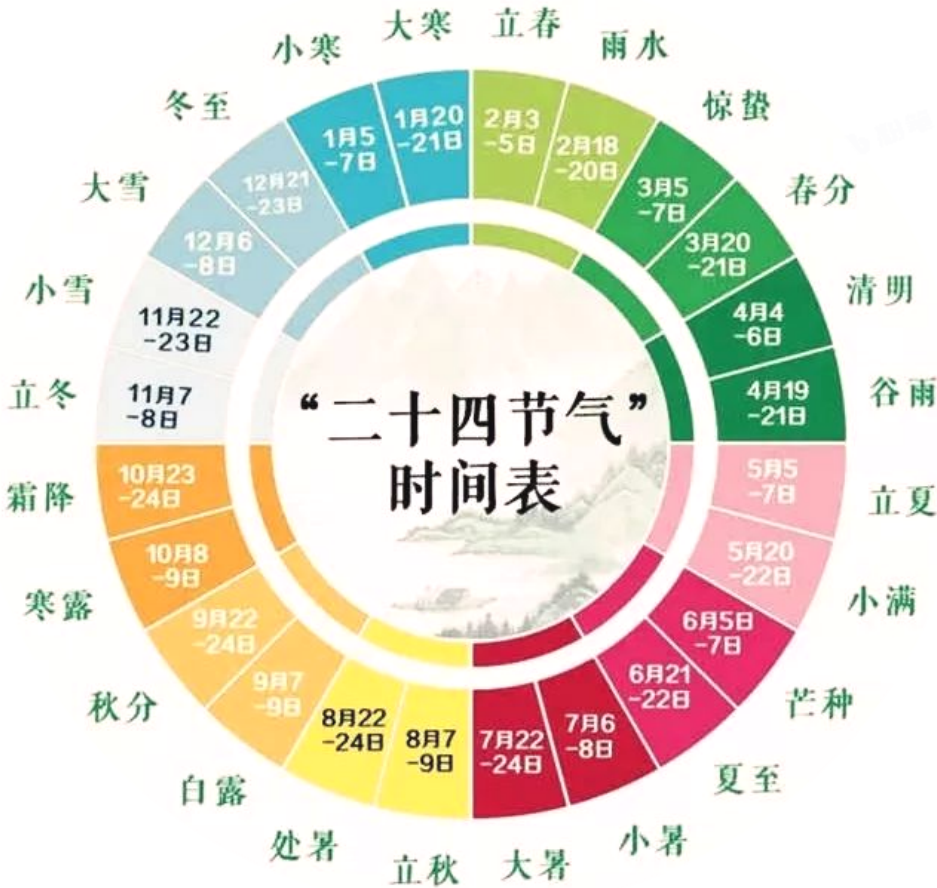 “二十四节气”
时间表
立春
2月3
-5日
雨水
2月18
-20日
惊蛰
3月5
-7日
春分
3月20
-21日
清明
4月4
-6日
谷雨
4月19
-21日
立夏
5月5
-7日
小满
5月20
-22日
芒种
6月5日
-7日
夏至
6月21
-22日
小暑
7月6
-8日
大暑
7月22
-24日
立秋
8月7
-9日
处暑
8月22
-24日
白露
9月7
-9日
秋分
9月22
-24日
寒露
10月8
-9日
霜降
10月23
-24日
立冬
11月7
-8日
小雪
11月22
-23日
大雪
12月6
-8日
冬至
12月21
-23日
小寒
1月5
-7日
大寒
1月20
-21日